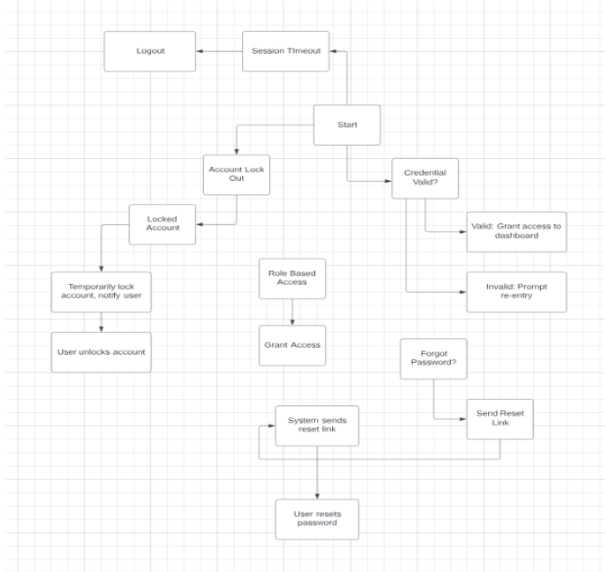 Logout
Session TImeout
Start
Account Lock
Out
Credential
Valid?
Locked
Account
Valid: Grant access to
dashboard
Role Based
Access
Temporarily lock
account, notify user
Invalid: Prompt
re-entry
Grant Access
User unlocks account
Forgot
Password?
System sends
reset link
Send Reset
Link
User resets
password